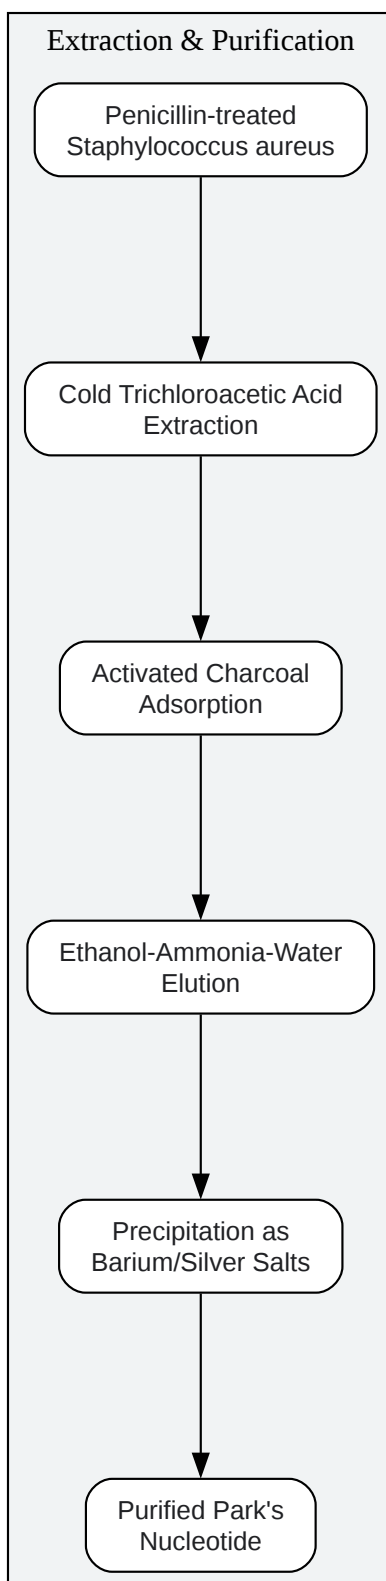 Extraction & Purification
Penicillin-treated
Staphylococcus aureus
Cold Trichloroacetic Acid
Extraction
Activated Charcoal
Adsorption
Ethanol-Ammonia-Water
Elution
Precipitation as
Barium/Silver Salts
Purified Park's
Nucleotide